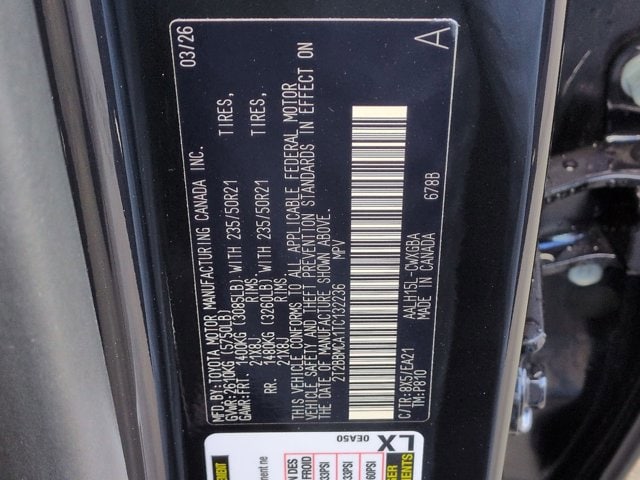 MFD.BY:TOYOTA MOTOR MANUFACTURING CANADA INC. 03/26
GVWR:2610KG (5750LB)
GAWR:FRT. 1400KG (3085LB) WITH 235/50R21 TIRES,
21X8J RIMS
RR. 1480KG (3260LB) WITH 235/50R21 TIRES,
21X8J RIMS
THIS VEHICLE CONFORMS TO ALL APPLICABLE FEDERAL MOTOR
VEHICLE SAFETY AND THEFT PREVENTION STANDARDS IN EFFECT ON
THE DATE OF MANUFACTURE SHOWN ABOVE.
2T2BBMCA1TC132236 MPV
A
C/TR:8X5/EA21 AALH15L-CWXGBA
TM:P810 MADE IN CANADA 678B
LX
0EA50